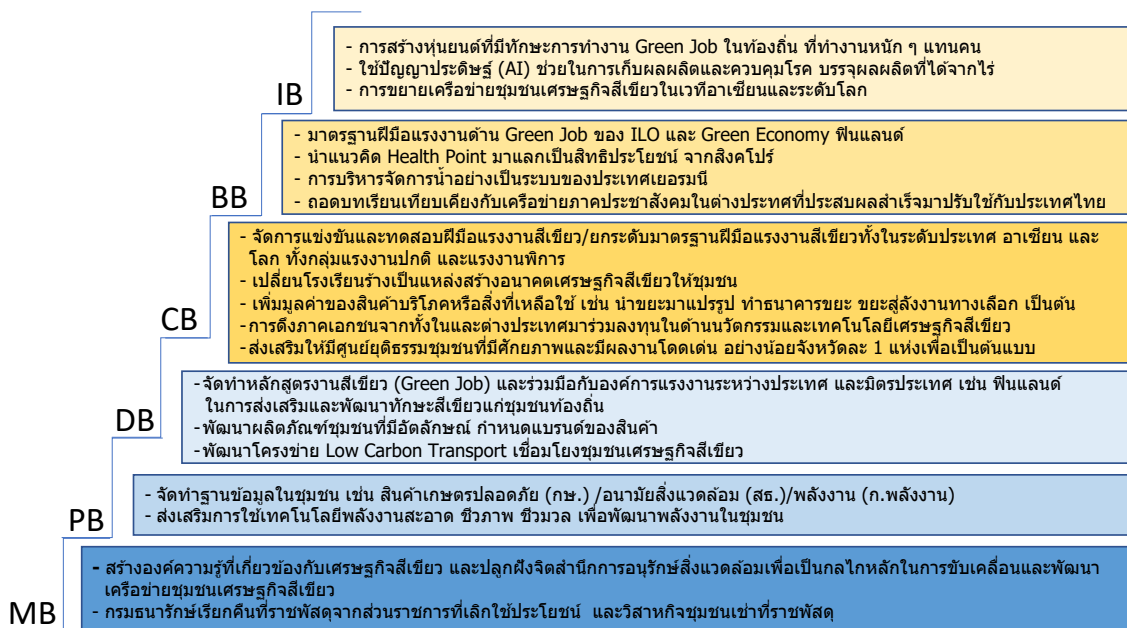 - การสร้างหุ่นยนต์ที่มีทักษะการทำงาน Green Job ในท้องถิ่น ที่ทำงานหนัก ๆ แทนคน
- ใช้ปัญญาประดิษฐ์ (AI) ช่วยในการเก็บผลผลิตและควบคุมโรค บรรจุผลผลิตที่ได้จากไร่
- การขยายเครือข่ายชุมชนเศรษฐกิจสีเขียวในเวทีอาเซียนและระดับโลก
IB
- มาตรฐานฝีมือแรงงานด้าน Green Job ของ ILO และ Green Economy ฟินแลนด์
- นำแนวคิด Health Point มาแลกเป็นสิทธิประโยชน์ จากสิงคโปร์
- การบริหารจัดการน้ำอย่างเป็นระบบของประเทศเยอรมนี
- ถอดบทเรียนเทียบเคียงกับเครือข่ายภาคประชาสังคมในต่างประเทศที่ประสบผลสำเร็จมาปรับใช้กับประเทศไทย
BB
- จัดการแข่งขันและทดสอบฝีมือแรงงานสีเขียว/ยกระดับมาตรฐานฝีมือแรงงานสีเขียวทั้งในระดับประเทศ อาเซียน และ
โลก ทั้งกลุ่มแรงงานปกติ และแรงงานพิการ
- เปลี่ยนโรงเรียนร้างเป็นแหล่งสร้างอนาคตเศรษฐกิจสีเขียวให้ชุมชน
- เพิ่มมูลค่าของสินค้าบริโภคหรือสิ่งที่เหลือใช้ เช่น นำขยะมาแปรรูป ทำธนาคารขยะ ขยะสู่ลังงานทางเลือก เป็นต้น
-การดึงภาคเอกชนจากทั้งในและต่างประเทศมาร่วมลงทุนในด้านนวัตกรรมและเทคโนโลยีเศรษฐกิจสีเขียว
-ส่งเสริมให้มีศูนย์ยุติธรรมชุมชนที่มีศักยภาพและมีผลงานโดดเด่น อย่างน้อยจังหวัดละ 1 แห่งเพื่อเป็นต้นแบบ
CB
-จัดทำหลักสูตรงานสีเขียว (Green Job) และร่วมมือกับองค์การแรงงานระหว่างประเทศ และมิตรประเทศ เช่น ฟินแลนด์
ในการส่งเสริมและพัฒนาทักษะสีเขียวแก่ชุมชนท้องถิ่น
-พัฒนาผลิตภัณฑ์ชุมชนที่มีอัตลักษณ์ กำหนดแบรนด์ของสินค้า
-พัฒนาโครงข่าย Low Carbon Transport เชื่อมโยงชุมชนเศรษฐกิจสีเขียว
DB
- จัดทำฐานข้อมูลในชุมชน เช่น สินค้าเกษตรปลอดภัย (กษ.) /อนามัยสิ่งแวดล้อม (สธ.)/พลังงาน (ก.พลังงาน)
- ส่งเสริมการใช้เทคโนโลยีพลังงานสะอาด ชีวภาพ ชีวมวล เพื่อพัฒนาพลังงานในชุมชน
PB
- สร้างองค์ความรู้ที่เกี่ยวข้องกับเศรษฐกิจสีเขียว และปลูกฝังจิตสำนึกการอนุรักษ์สิ่งแวดล้อมเพื่อเป็นกลไกหลักในการขับเคลื่อนและพัฒนา
เครือข่ายชุมชนเศรษฐกิจสีเขียว
- กรมธนารักษ์เรียกคืนที่ราชพัสดุจากส่วนราชการที่เลิกใช้ประโยชน์ และวิสาหกิจชุมชนเช่าที่ราชพัสดุ
MB